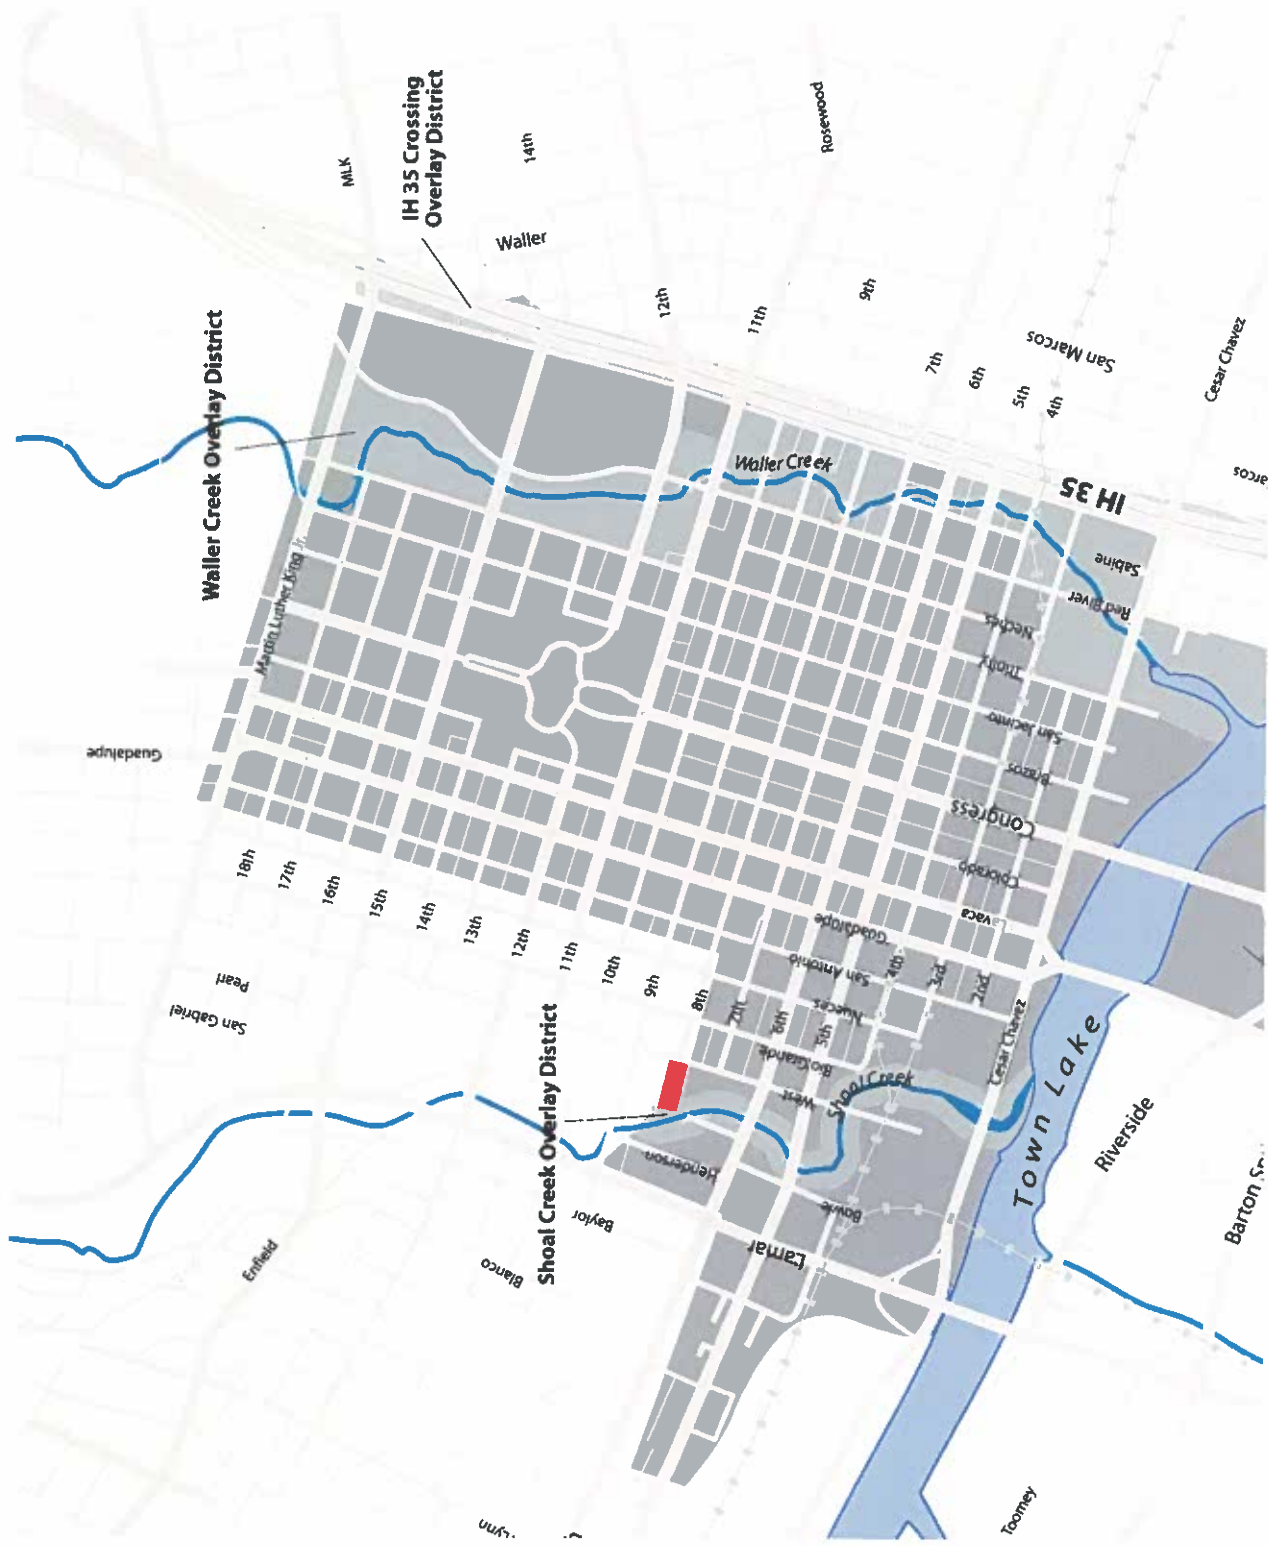 IH 35 Crossing
Overlay District
MLK
14th
Rosewood
Waller
Waller Creek Overlay District
12th
11th
9th
7th
6th
5th
4th
San Marcos
Cesar Chavez
IH 35
Waller Creek
Sabine
Red River
Neches
Trinity
San Jacinto
Brazos
Congress
Colorado
Lavaca
Guadalupe
San Antonio
Nueces
Rio Grande
West
Martin Luther King Jr.
Guadalupe
18th
17th
16th
15th
14th
13th
12th
11th
10th
9th
8th
7th
6th
5th
4th
3rd
2nd
Cesar Chavez
Pearl
San Gabriel
Shoal Creek Overlay District
Shoal Creek
Henderson
Bowie
Lamar
Baylor
Blanco
Enfield
Town Lake
Riverside
Toomey